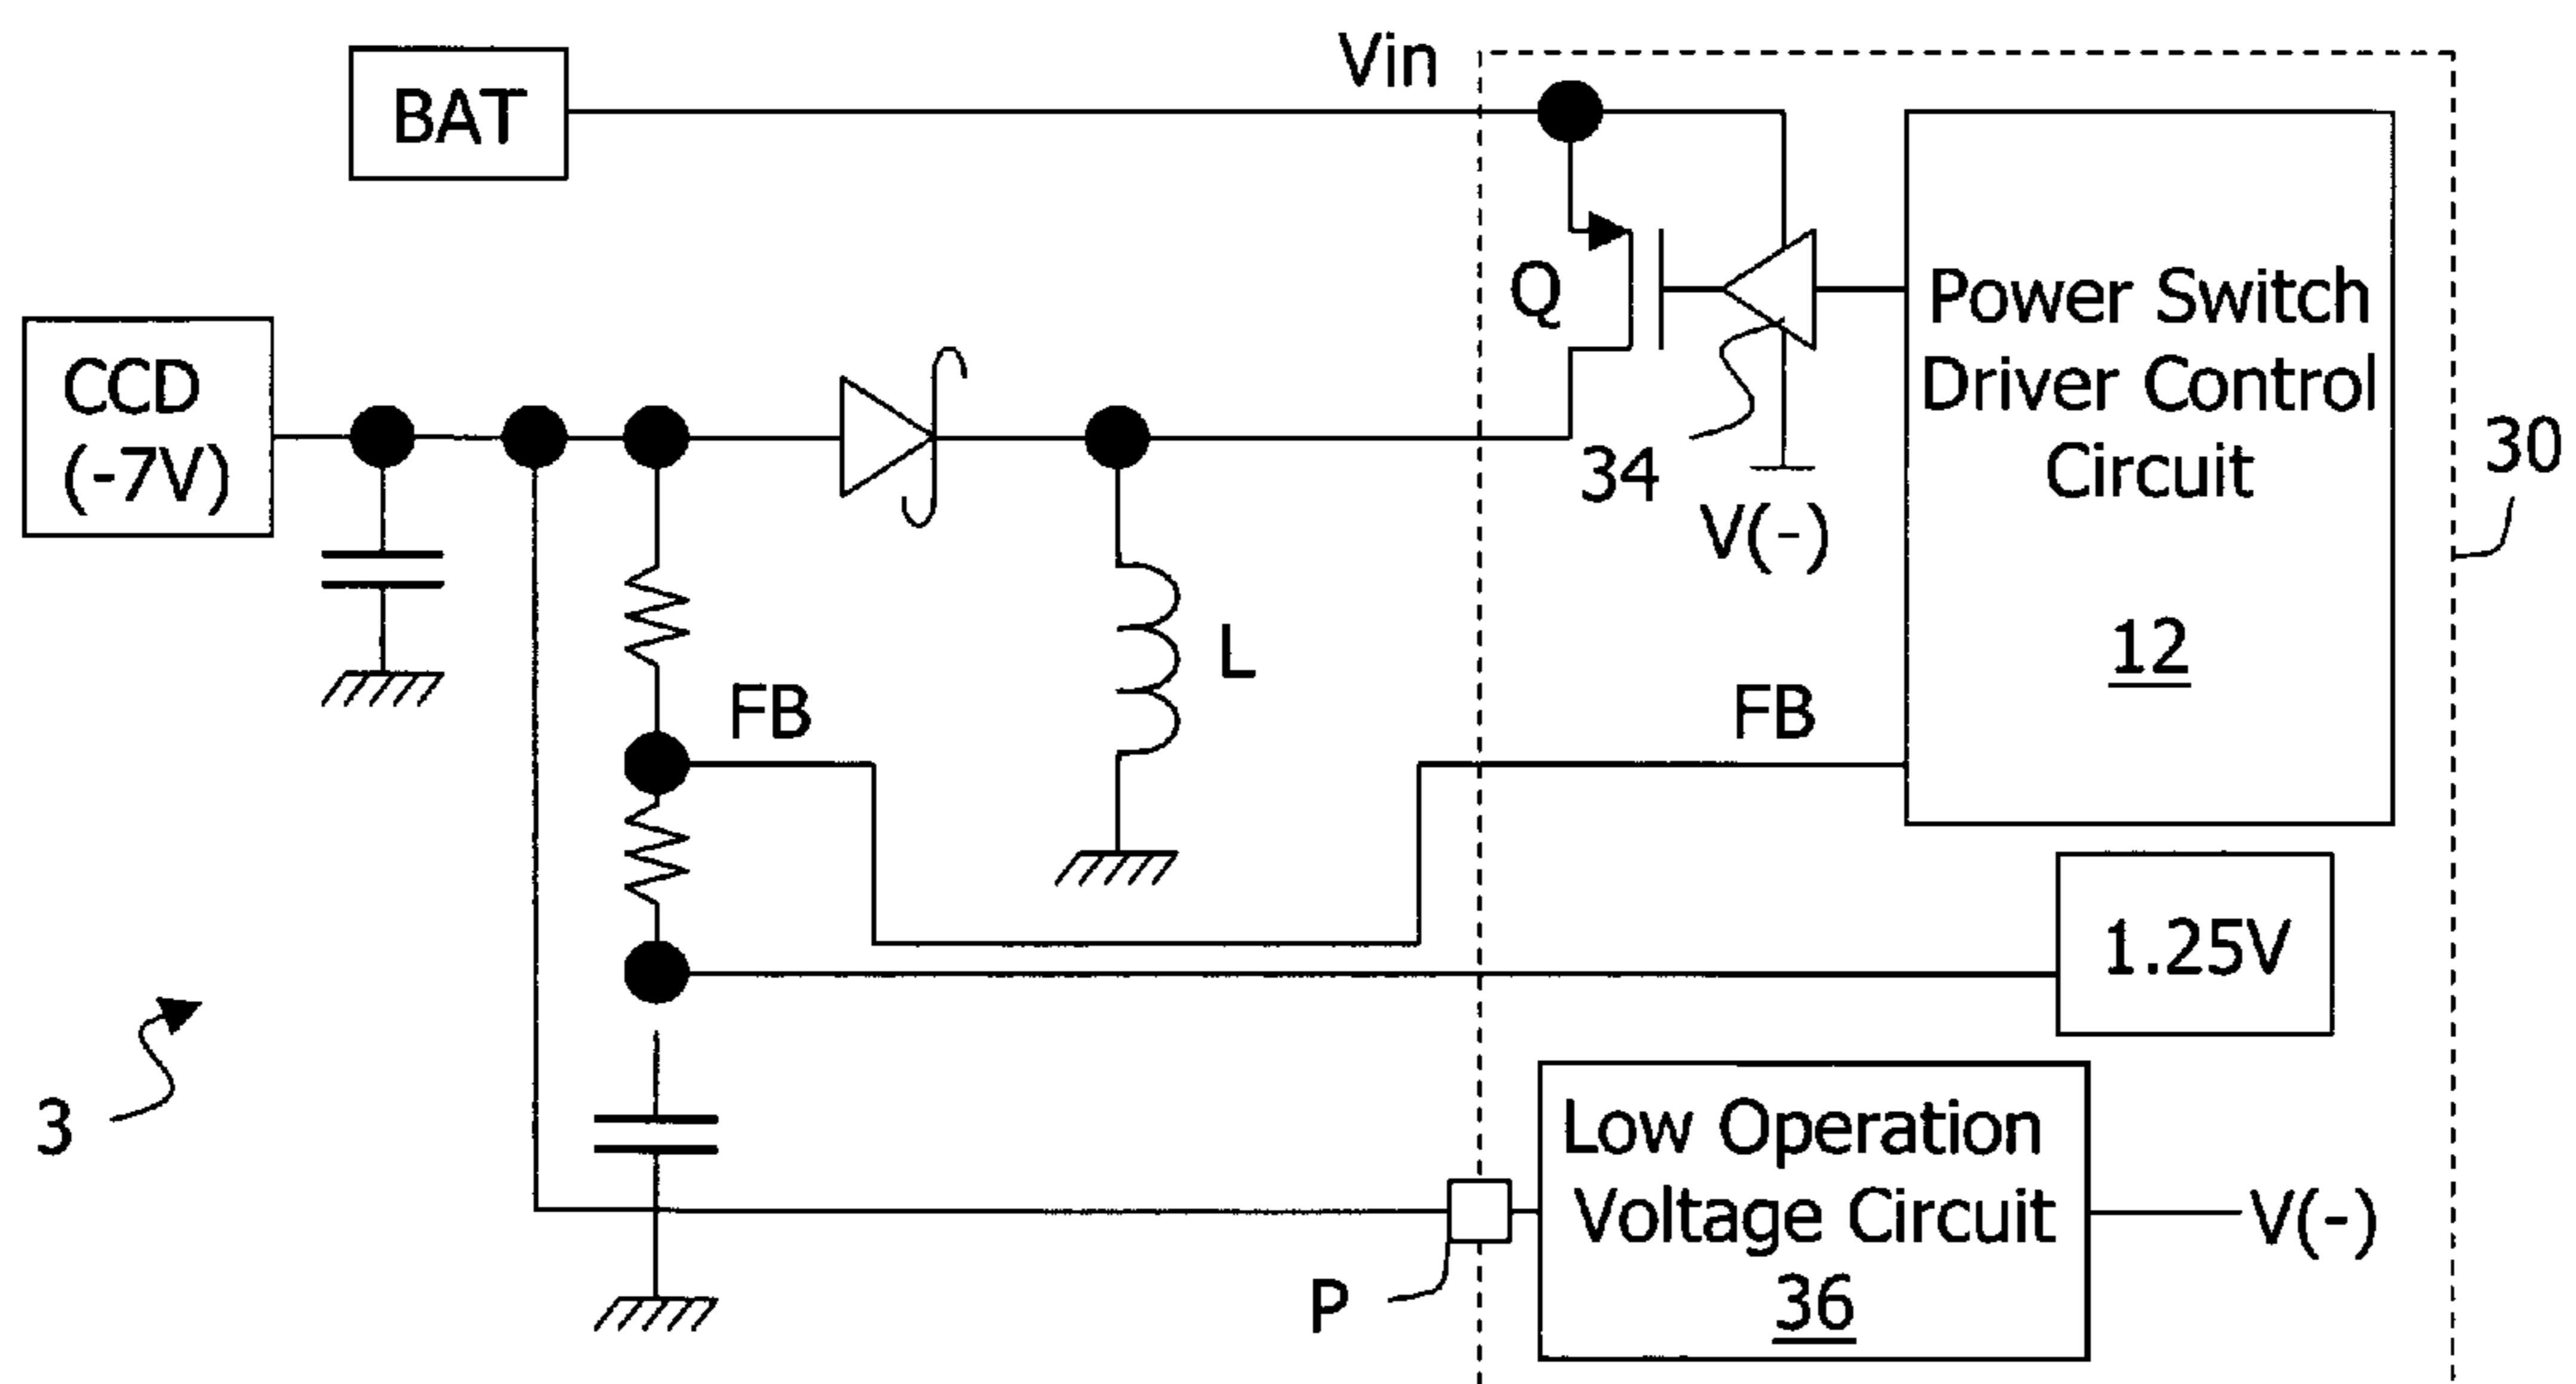 Vin
BAT
Q
Power Switch
Driver Control
Circuit
12
CCD
(-7V)
34
V(-)
30
L
FB
FB
1.25V
3
Low Operation
Voltage Circuit
36
V(-)
P